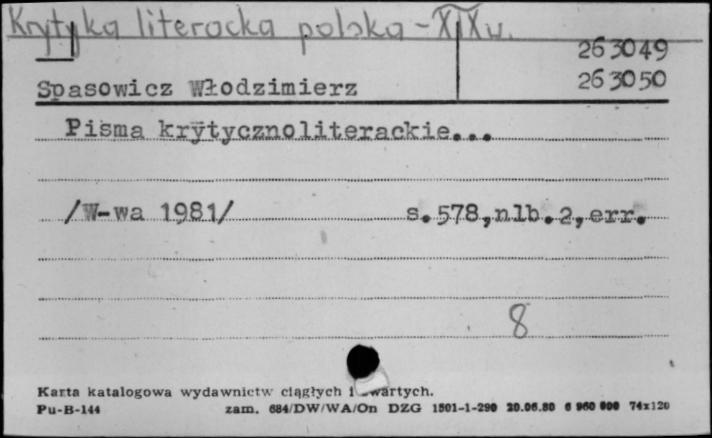 Krytyka literacka polska - XIX w.
263049
Spasowicz Włodzimierz 263050
Pisma krytycznoliterackie...
/W-wa 1981/ s.578,nlb.2,err.
8
Karta katalogowa wydawnictw ciągłych i zwartych.
Pu-B-144 zam. 684/DW/WA/On DZG 1501-1-290 20.06.80 6 960 000 74x120